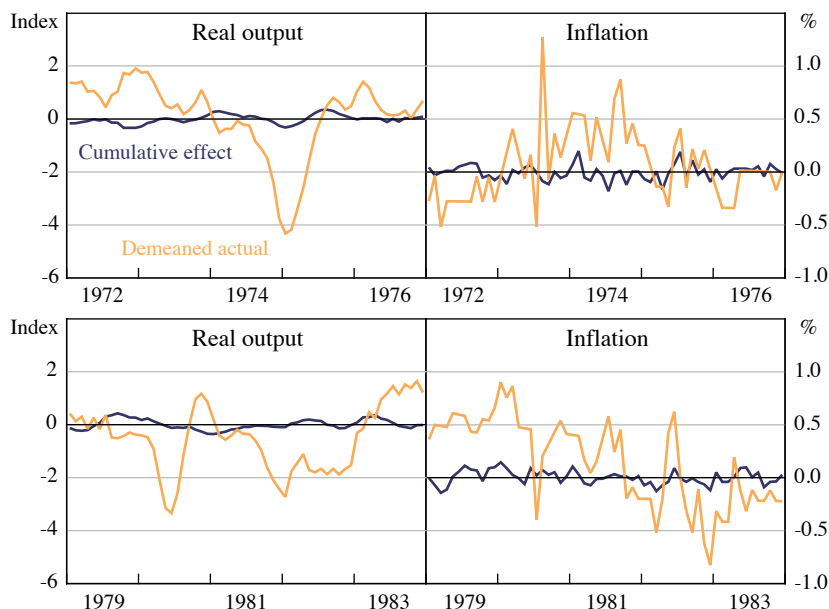 Index Real output Inflation %
2 1.0
0 0.5
Cumulative effect
-2 0.0
-4 Demeaned actual -0.5
-6 -1.0
1972 1974 1976 1972 1974 1976
Index Real output Inflation %
2 1.0
0 0.5
-2 0.0
-4 -0.5
-6 -1.0
1979 1981 1983 1979 1981 1983